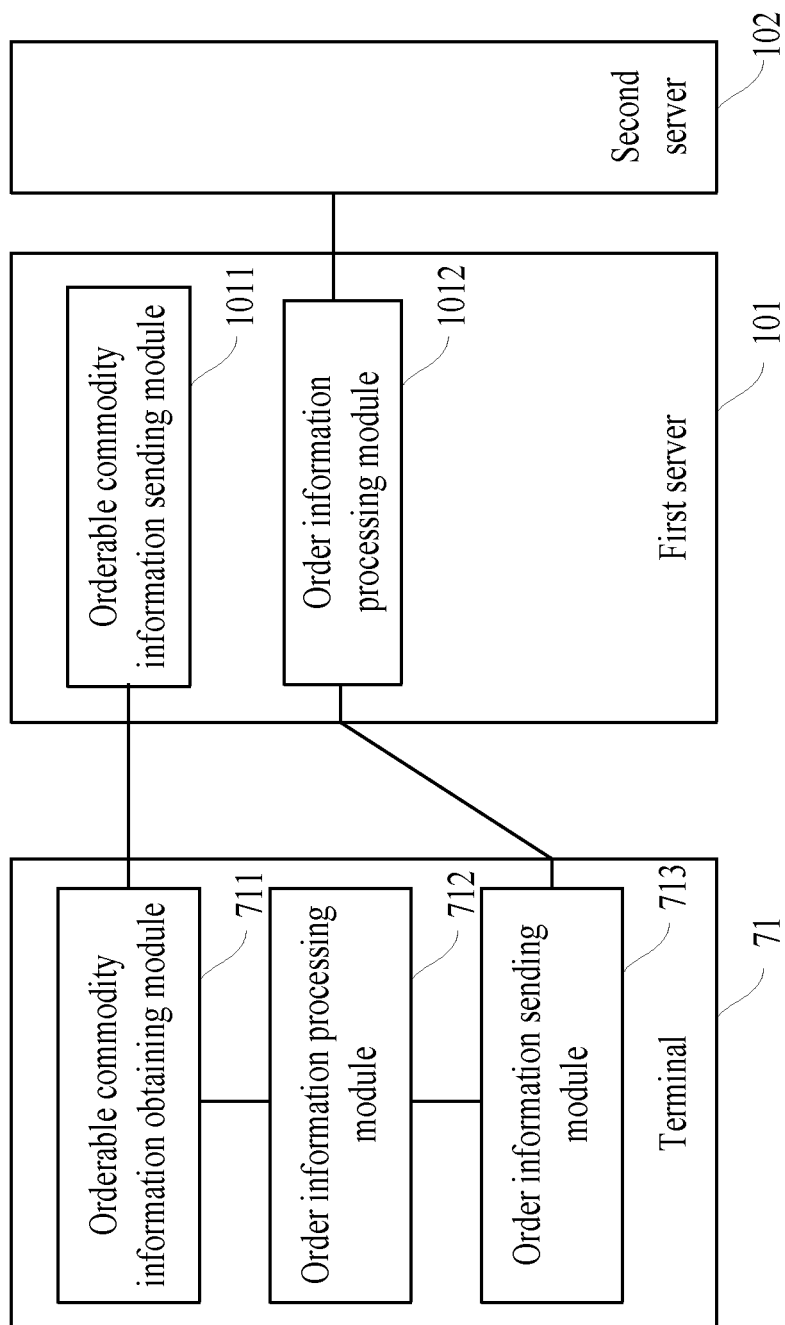 Orderable commodity
information obtaining module
711
Order information processing
module
712
Order information sending
module
713
Terminal
71
Orderable commodity
information sending module
1011
Order information
processing module
1012
First server
101
Second
server
102